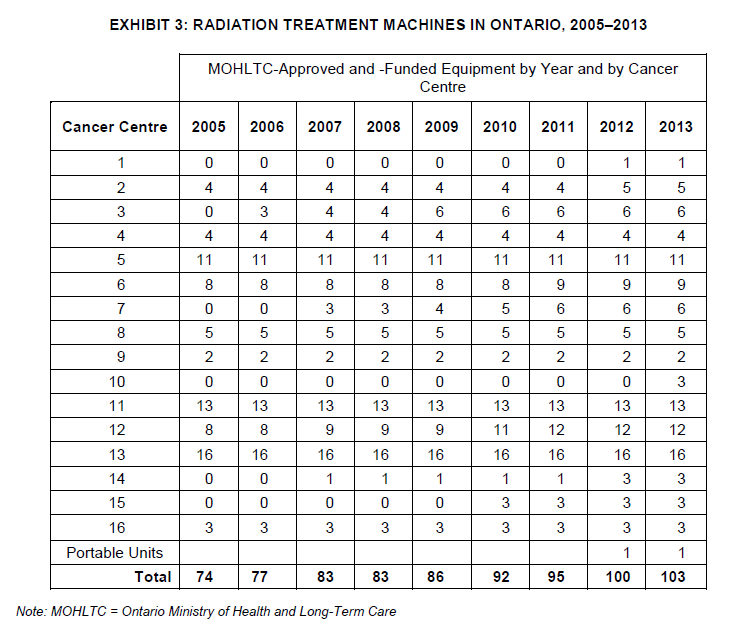 EXHIBIT 3: RADIATION TREATMENT MACHINES IN ONTARIO, 2005–2013
MOHLTC-Approved and -Funded Equipment by Year and by Cancer
Centre
Cancer Centre 2005 2006 2007 2008 2009 2010 2011 2012 2013
1 0 0 0 0 0 0 0 1 1
2 4 4 4 4 4 4 4 5 5
3 0 3 4 4 6 6 6 6 6
4 4 4 4 4 4 4 4 4 4
5 11 11 11 11 11 11 11 11 11
6 8 8 8 8 8 8 9 9 9
7 0 0 3 3 4 5 6 6 6
8 5 5 5 5 5 5 5 5 5
9 2 2 2 2 2 2 2 2 2
10 0 0 0 0 0 0 0 0 3
11 13 13 13 13 13 13 13 13 13
12 8 8 9 9 9 11 12 12 12
13 16 16 16 16 16 16 16 16 16
14 0 0 1 1 1 1 1 3 3
15 0 0 0 0 0 3 3 3 3
16 3 3 3 3 3 3 3 3 3
Portable Units 1 1
Total 74 77 83 83 86 92 95 100 103
Note: MOHLTC = Ontario Ministry of Health and Long-Term Care